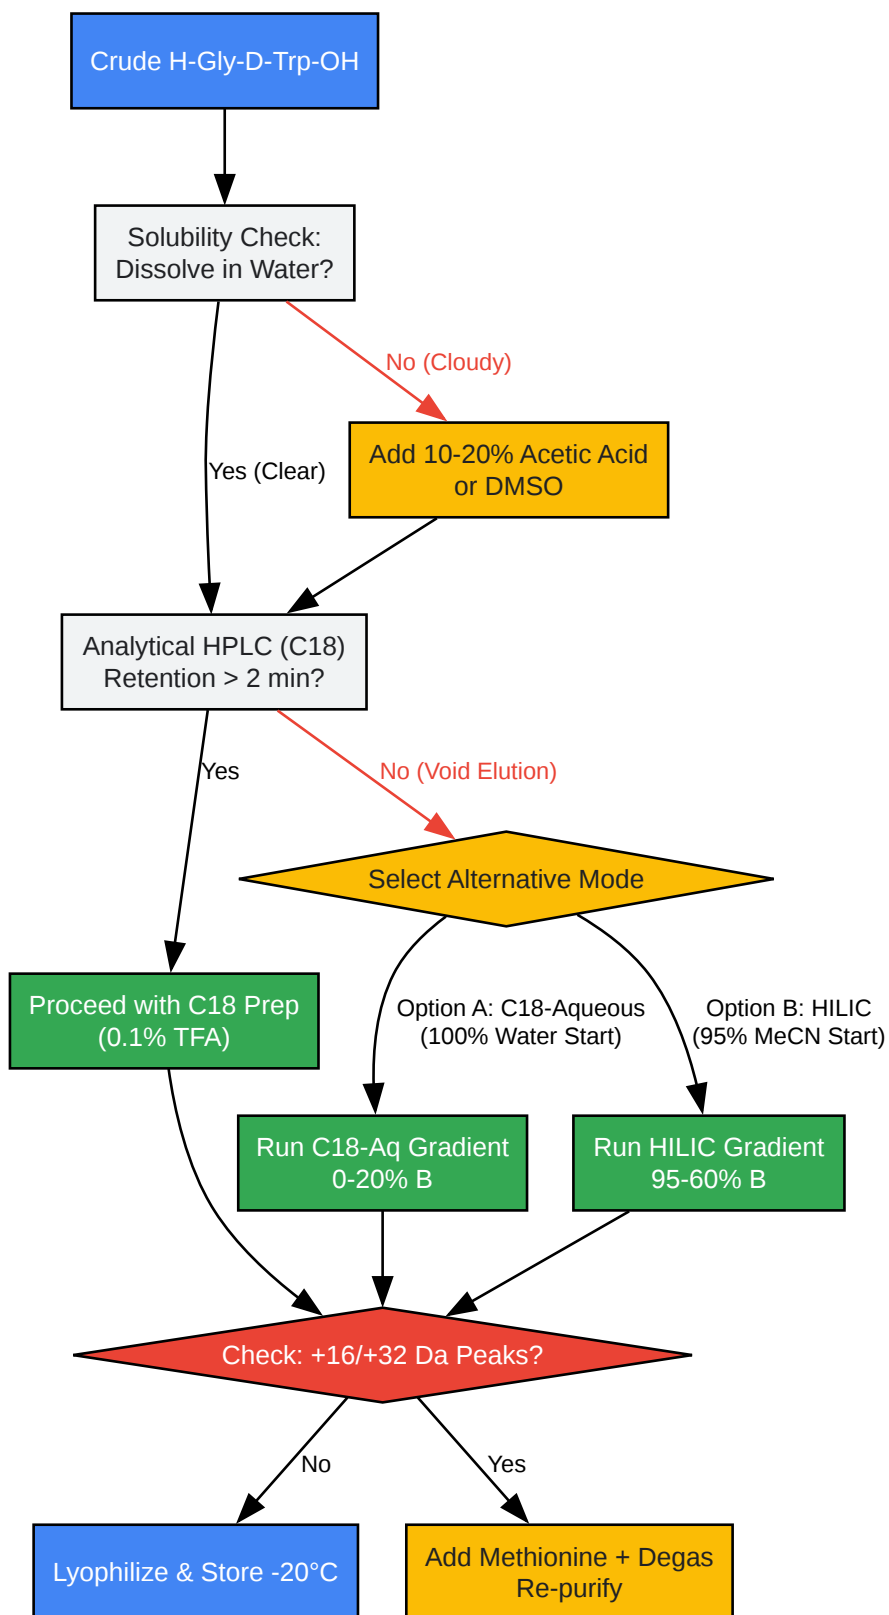 Crude H-Gly-D-Trp-OH
Solubility Check:
Dissolve in Water?
No (Cloudy)
Add 10-20% Acetic Acid
or DMSO
Yes (Clear)
Analytical HPLC (C18)
Retention > 2 min?
Yes
No (Void Elution)
Select Alternative Mode
Proceed with C18 Prep
(0.1% TFA)
Option A: C18-Aqueous
(100% Water Start)
Option B: HILIC
(95% MeCN Start)
Run C18-Aq Gradient
0-20% B
Run HILIC Gradient
95-60% B
Check: +16/+32 Da Peaks?
No
Yes
Lyophilize & Store -20°C
Add Methionine + Degas
Re-purify